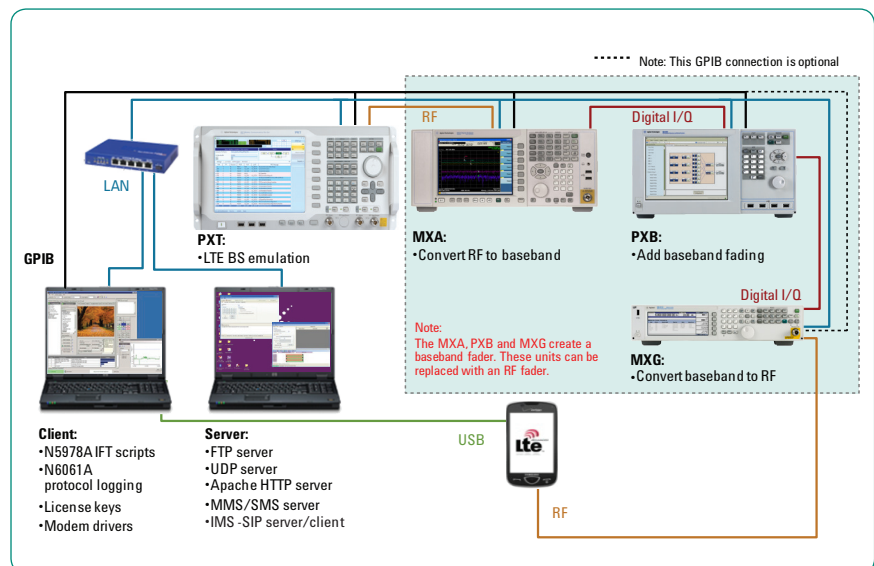 Note: This GPIB connection is optional
RF
Digital I/Q
LAN
GPIB
PXT:
•LTE BS emulation
MXA:
•Convert RF to baseband
PXB:
•Add baseband fading
Digital I/Q
Note:
The MXA, PXB and MXG create a
baseband fader. These units can be
replaced with an RF fader.
MXG:
•Convert baseband to RF
Client:
•N5978A IFT scripts
•N6061A
protocol logging
•License keys
•Modem drivers
Server:
•FTP server
•UDP server
•Apache HTTP server
•MMS/SMS server
•IMS -SIP server/client
USB
Lte
RF